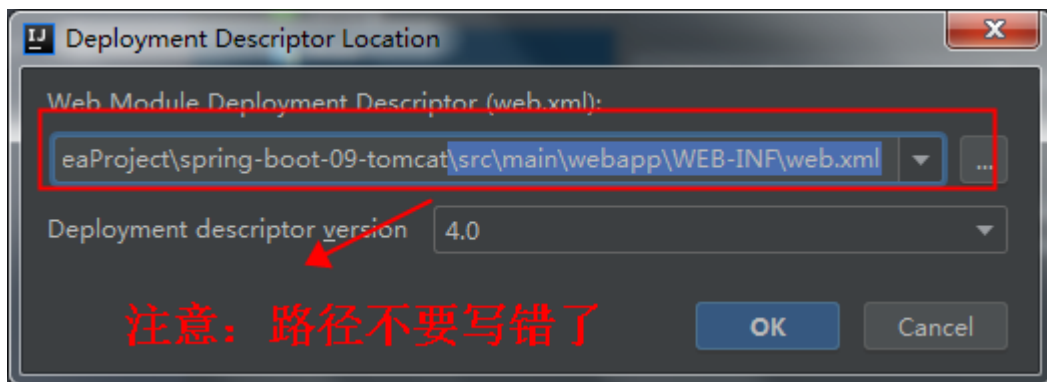 Deployment Descriptor Location
Web Module Deployment Descriptor (web.xml):
eaProject\spring-boot-09-tomcat\src\main\webapp\WEB-INF\web.xml
...
Deployment descriptor version 4.0
注意：路径不要写错了
OK Cancel